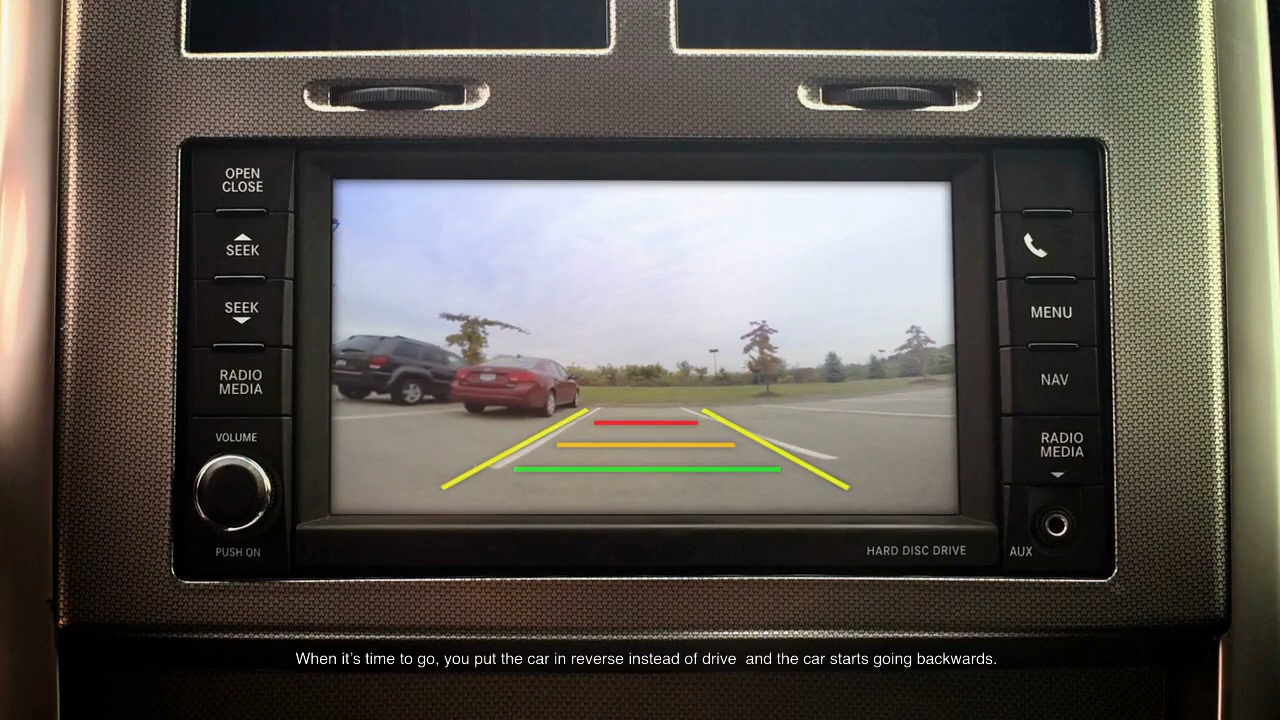 OPEN
CLOSE
SEEK
SEEK
RADIO
MEDIA
VOLUME
PUSH ON
MENU
NAV
RADIO
MEDIA
AUX
HARD DISC DRIVE
When it's time to go, you put the car in reverse instead of drive  and the car starts going backwards.